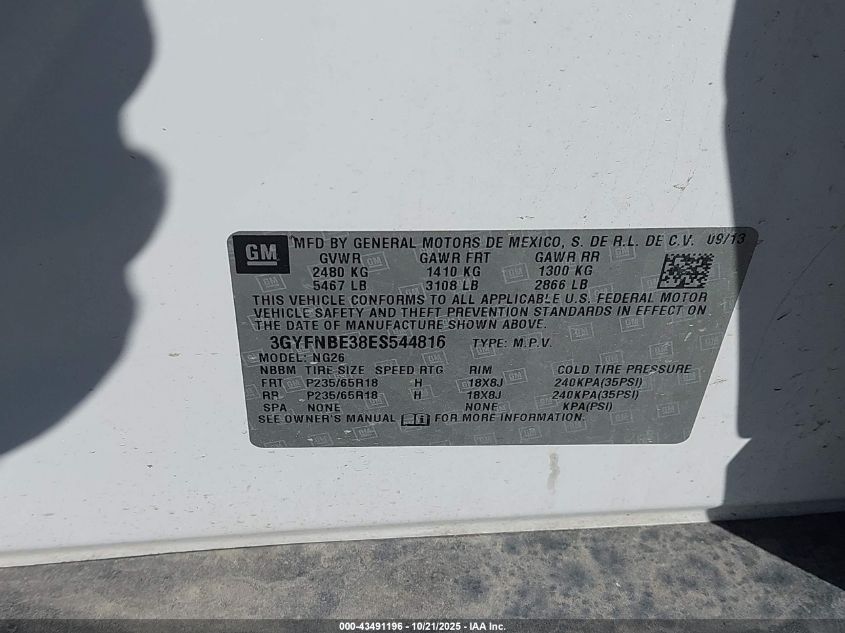 GM
MFD BY GENERAL MOTORS DE MEXICO, S. DE R.L. DE C.V. 09/13
GVWR GAWR FRT GAWR RR
2480 KG 1410 KG 1300 KG
5467 LB 3108 LB 2866 LB
THIS VEHICLE CONFORMS TO ALL APPLICABLE U.S. FEDERAL MOTOR
VEHICLE SAFETY AND THEFT PREVENTION STANDARDS IN EFFECT ON
THE DATE OF MANUFACTURE SHOWN ABOVE.
3GYFNBE38ES544816 TYPE: M.P.V.
MODEL: NG26
NBBM TIRE SIZE SPEED RTG RIM COLD TIRE PRESSURE
FRT P235/65R18 H 18X8J 240KPA(35PSI)
RR P235/65R18 H 18X8J 240KPA(35PSI)
SPA NONE NONE KPA(PSI)
SEE OWNER'S MANUAL FOR MORE INFORMATION.
000-43491196 - 10/21/2025 - IAA Inc.